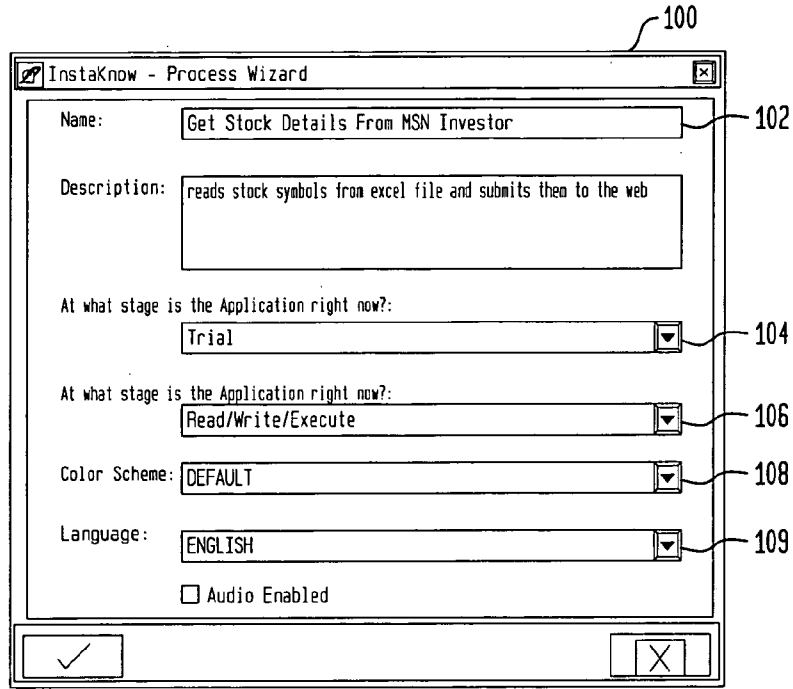 100
InstaKnow - Process Wizard
Name: Get Stock Details From MSN Investor 102
Description: reads stock symbols from excel file and submits them to the web
At what stage is the Application right now?:
Trial 104
At what stage is the Application right now?:
Read/Write/Execute 106
Color Scheme: DEFAULT 108
Language: ENGLISH 109
Audio Enabled